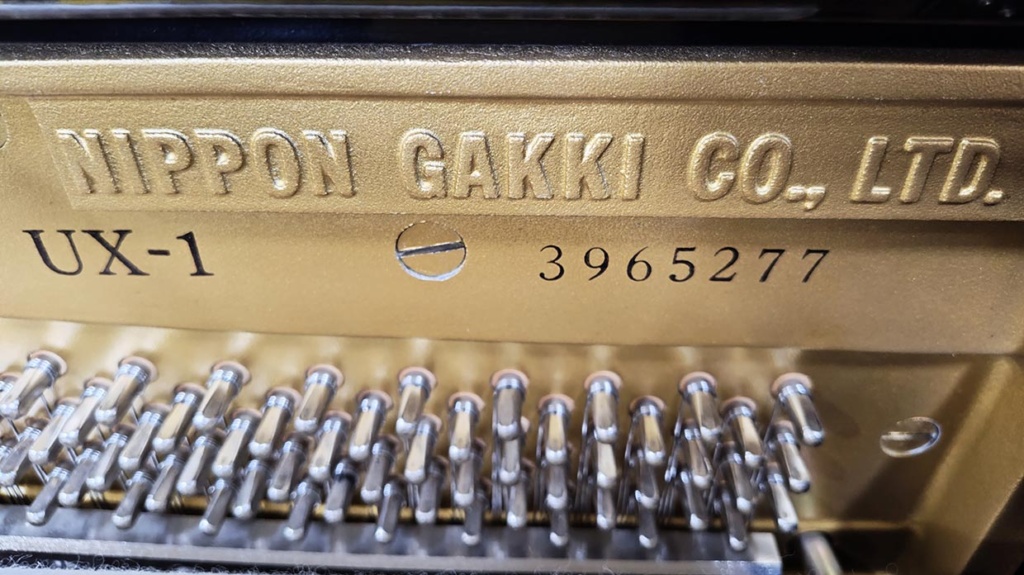 NIPPON GAKKI CO., LTD.
UX-1 3965277